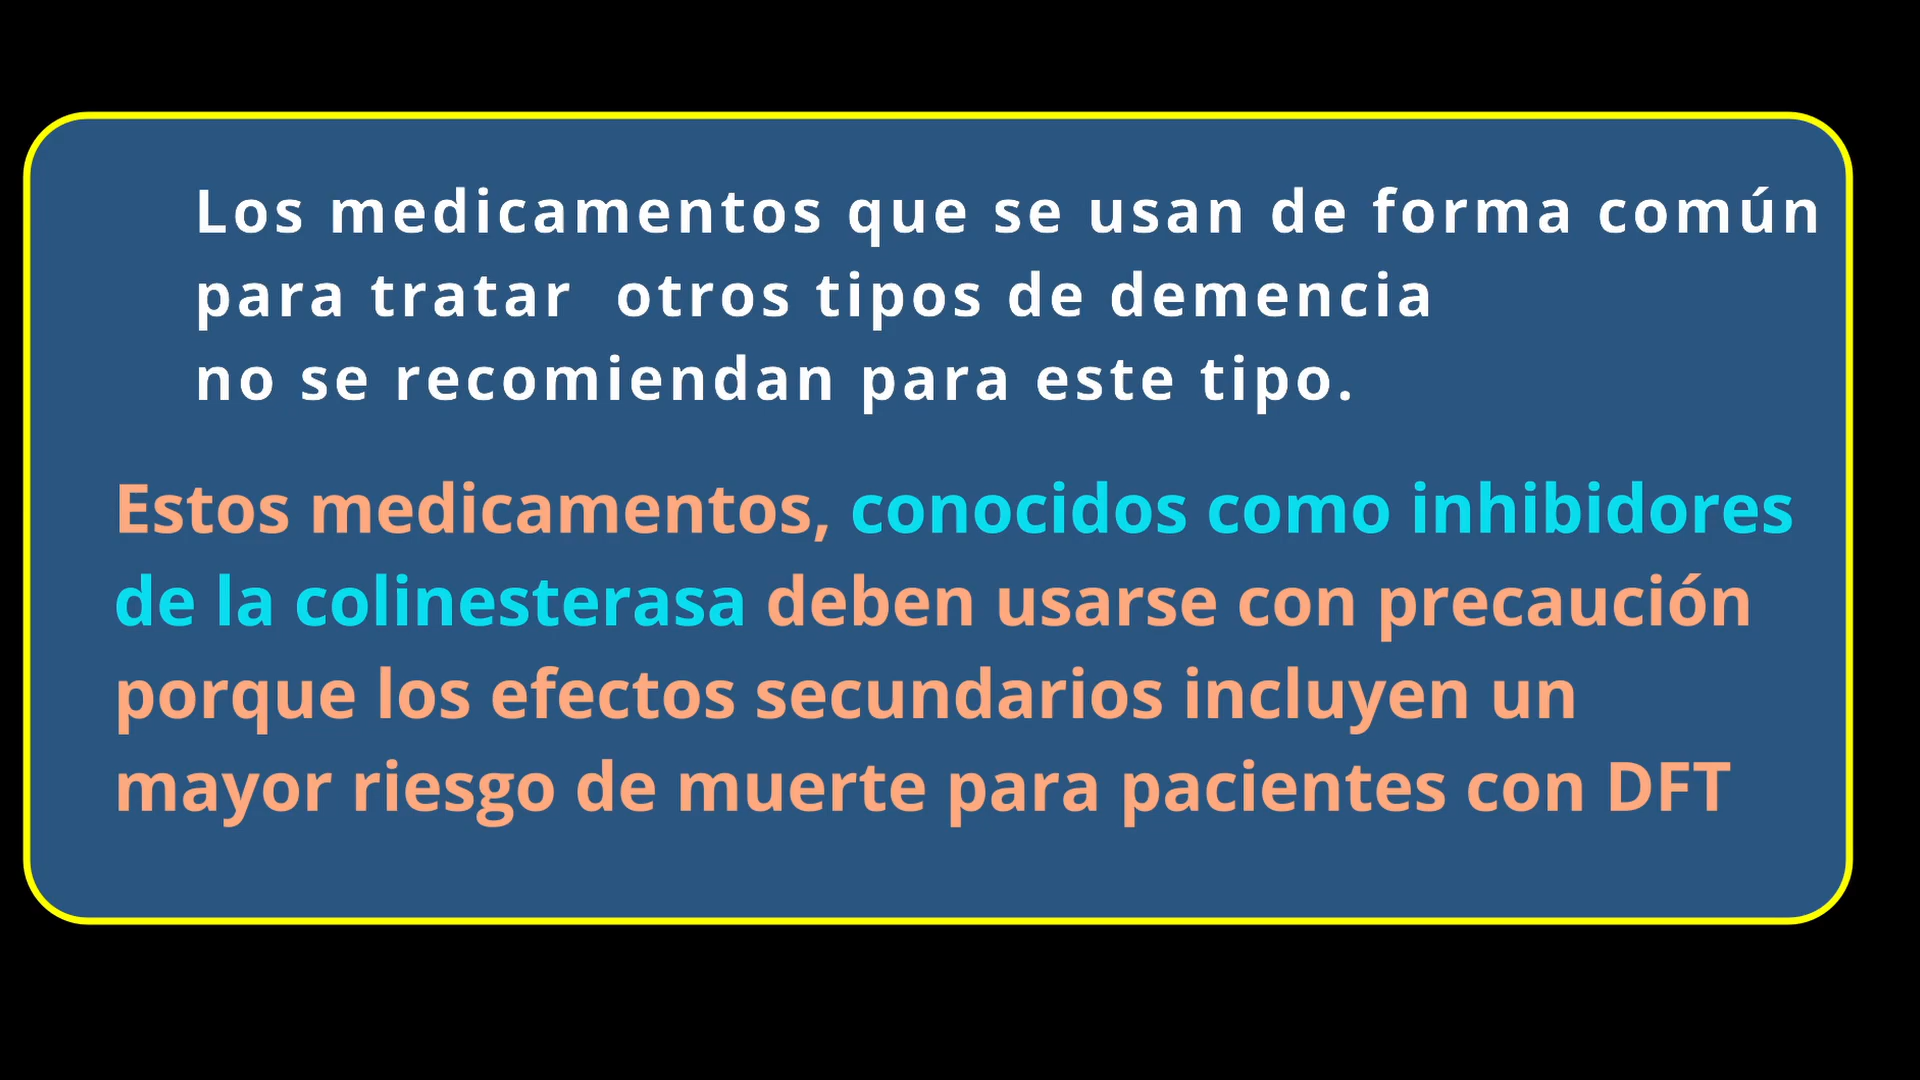 Los medicamentos que se usan de forma común
para tratar  otros tipos de demencia
no se recomiendan para este tipo.
Estos medicamentos, conocidos como inhibidores
de la colinesterasa deben usarse con precaución
porque los efectos secundarios incluyen un
mayor riesgo de muerte para pacientes con DFT